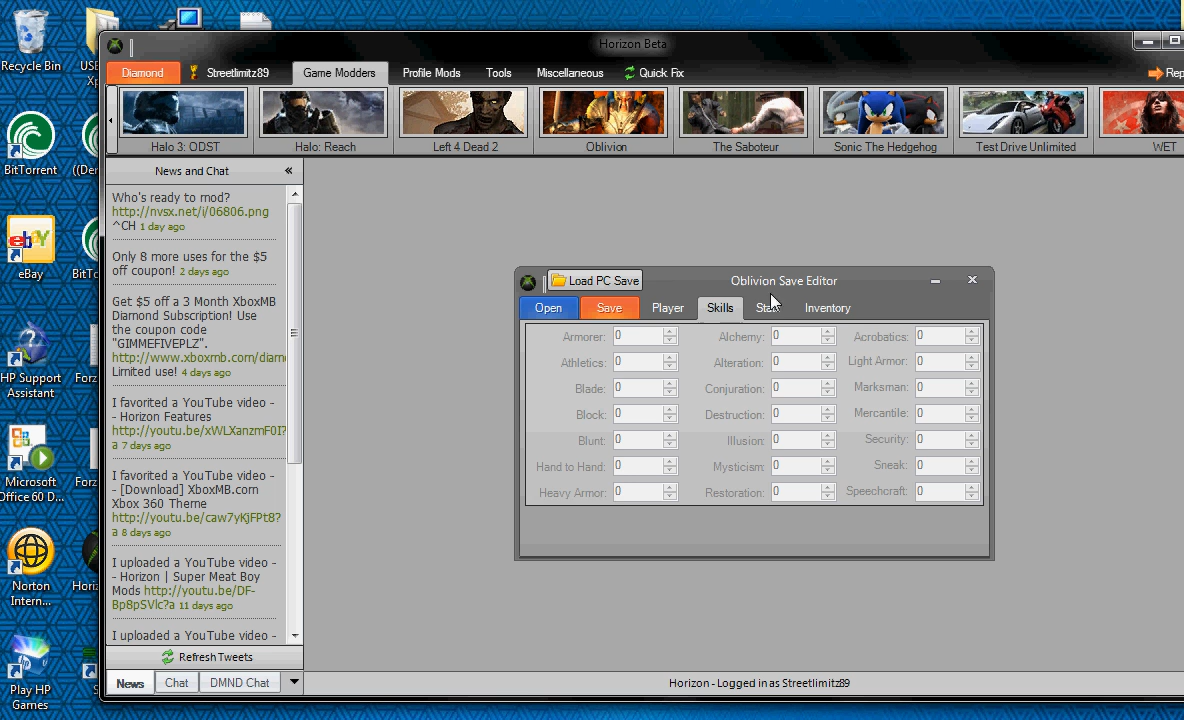 Recycle Bin
BitTorrent
eBay
HP Support
Assistant
Microsoft
Office 60 D...
Norton
Intern...
Play HP
Games
Horizon Beta
Diamond
Streetlimitz89
Game Modders
Profile Mods
Tools
Miscellaneous
Quick Fix
Halo 3: ODST
Halo: Reach
Left 4 Dead 2
Oblivion
The Saboteur
Sonic The Hedgehog
Test Drive Unlimited
WET
News and Chat «
Who's ready to mod?
http://nvsx.net/i/06806.png
^CH 1 day ago
Only 8 more uses for the $5
off coupon! 2 days ago
Get $5 off a 3 Month XboxMB
Diamond Subscription! Use
the coupon code
"GIMMEFIVEPLZ".
http://www.xboxmb.com/diam
Limited use! 4 days ago
I favorited a YouTube video -
- Horizon Features
http://youtu.be/xWLXanzmF0I?
a 7 days ago
I favorited a YouTube video -
- [Download] XboxMB.com
Xbox 360 Theme
http://youtu.be/caw7yKjFPt8?
a 8 days ago
I uploaded a YouTube video -
- Horizon | Super Meat Boy
Mods http://youtu.be/DF-
Bp8pSVlc?a 11 days ago
I uploaded a YouTube video -
Refresh Tweets
News
Chat
DMND Chat
Load PC Save
Oblivion Save Editor
Open
Save
Player
Skills
Inventory
Armorer: 0
Alchemy: 0
Acrobatics: 0
Athletics: 0
Alteration: 0
Light Armor: 0
Blade: 0
Conjuration: 0
Marksman: 0
Block: 0
Destruction: 0
Mercantile: 0
Blunt: 0
Illusion: 0
Security: 0
Hand to Hand: 0
Mysticism: 0
Sneak: 0
Heavy Armor: 0
Restoration: 0
Speechcraft: 0
Horizon - Logged in as Streetlimitz89